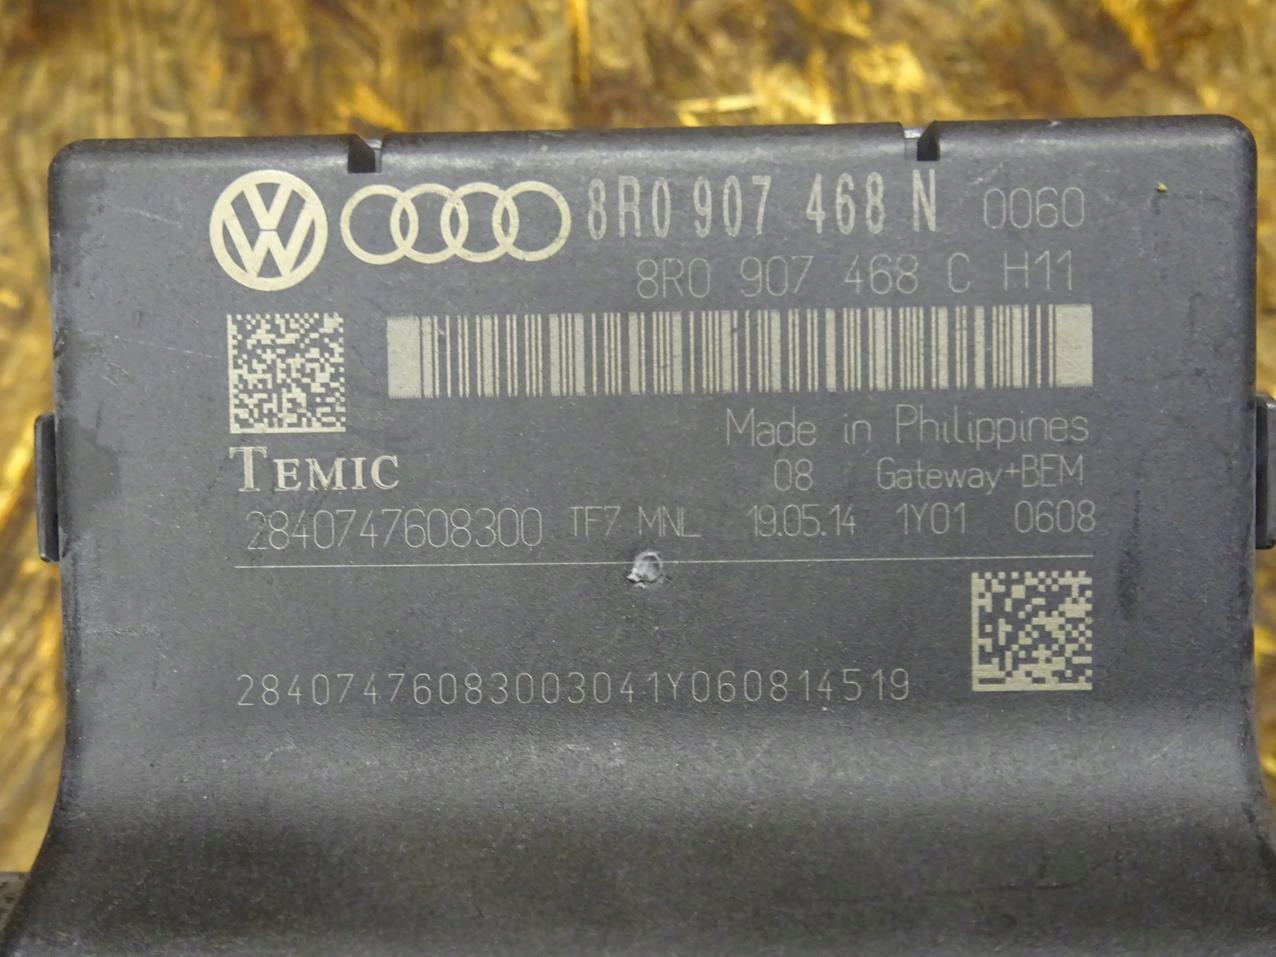 8R0 907 468 N 0060
8R0 907 468 C H11
Made in Philippines
TEMIC 08 Gateway+BEM
2840747608300 TF7 MNL 19.05.14 1Y01 0608
28407476083003041Y060814519